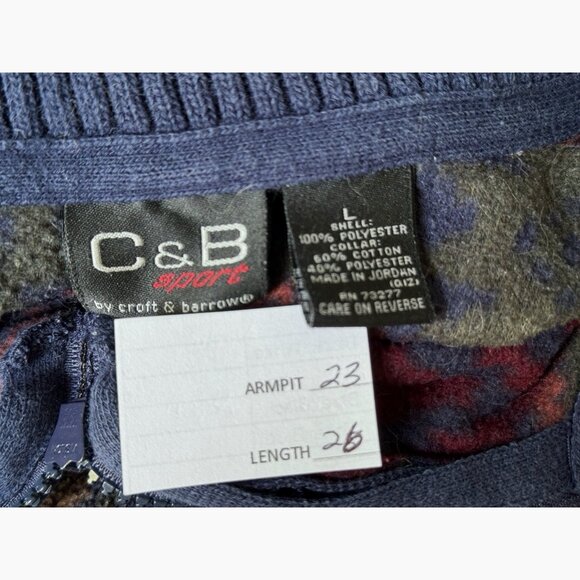 C & B
sport
by croft & barrow®
L
SHELL:
100% POLYESTER
COLLAR:
60% COTTON
40% POLYESTER
MADE IN JORDAN
(012)
RN 73277
CARE ON REVERSE
ARMPIT 23
LENGTH 26